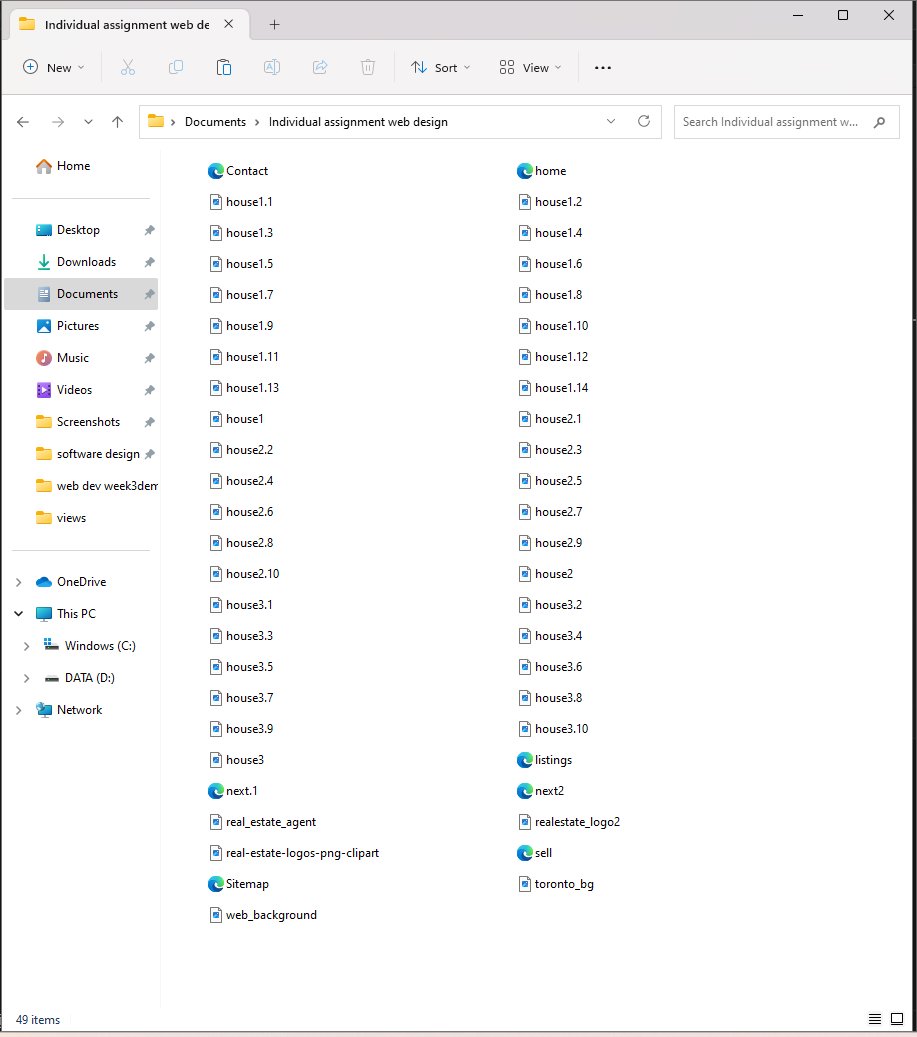 Individual assignment web de
New
Sort
View
Documents
Individual assignment web design
Search Individual assignment w...
Home
Desktop
Downloads
Documents
Pictures
Music
Videos
Screenshots
software design
web dev week3dem
views
OneDrive
This PC
Windows (C:)
DATA (D:)
Network
Contact home
house1.1 house1.2
house1.3 house1.4
house1.5 house1.6
house1.7 house1.8
house1.9 house1.10
house1.11 house1.12
house1.13 house1.14
house1 house2.1
house2.2 house2.3
house2.4 house2.5
house2.6 house2.7
house2.8 house2.9
house2.10 house2
house3.1 house3.2
house3.3 house3.4
house3.5 house3.6
house3.7 house3.8
house3.9 house3.10
house3 listings
next.1 next2
real_estate_agent realestate_logo2
real-estate-logos-png-clipart sell
Sitemap toronto_bg
web_background
49 items